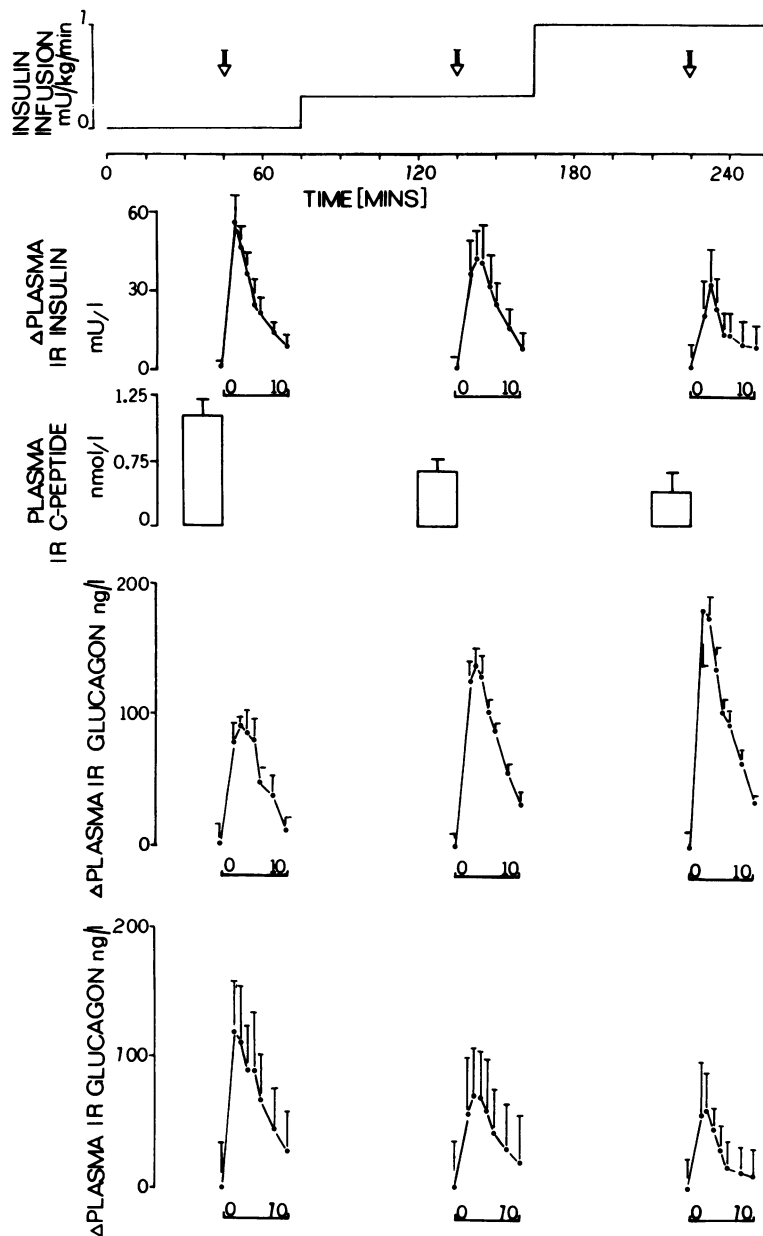 INSULIN
INFUSION
mU/kg/min
1
0
0 60 120 180 240
TIME [MINS]
ΔPLASMA
IR INSULIN
mU/l
60
30
0
0 10 0 10 0 10
PLASMA
IR C-PEPTIDE
nmol/l
1.25
0.75
0
ΔPLASMA IR GLUCAGON ng/l
200
100
0
0 10 0 10 0 10
ΔPLASMA IR GLUCAGON ng/l
200
100
0
0 10 0 10 0 10